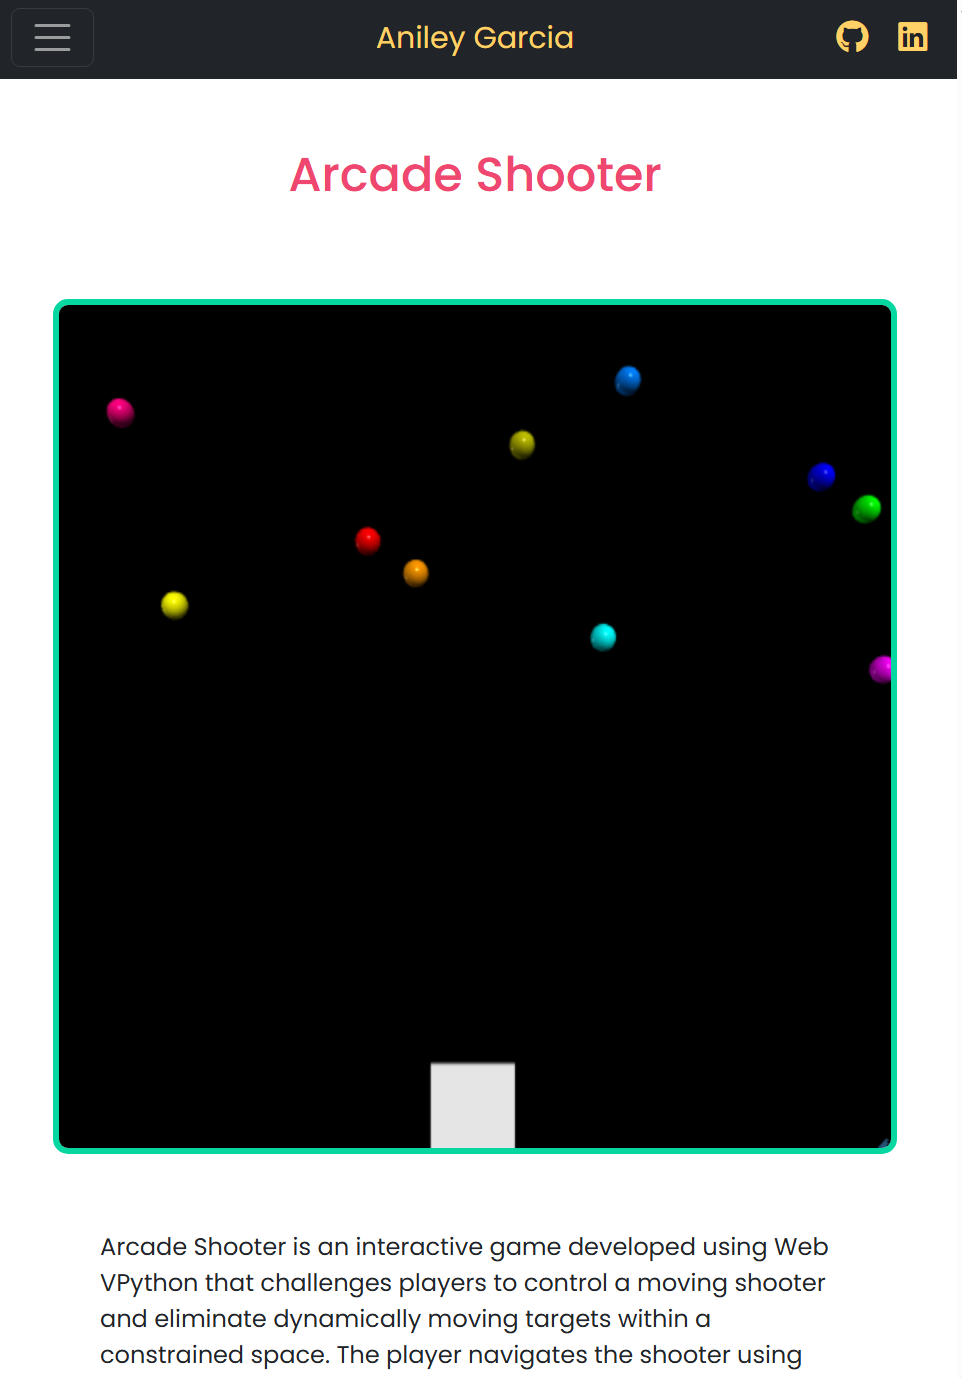 Aniley Garcia
Arcade Shooter
Arcade Shooter is an interactive game developed using Web
VPython that challenges players to control a moving shooter
and eliminate dynamically moving targets within a
constrained space. The player navigates the shooter using